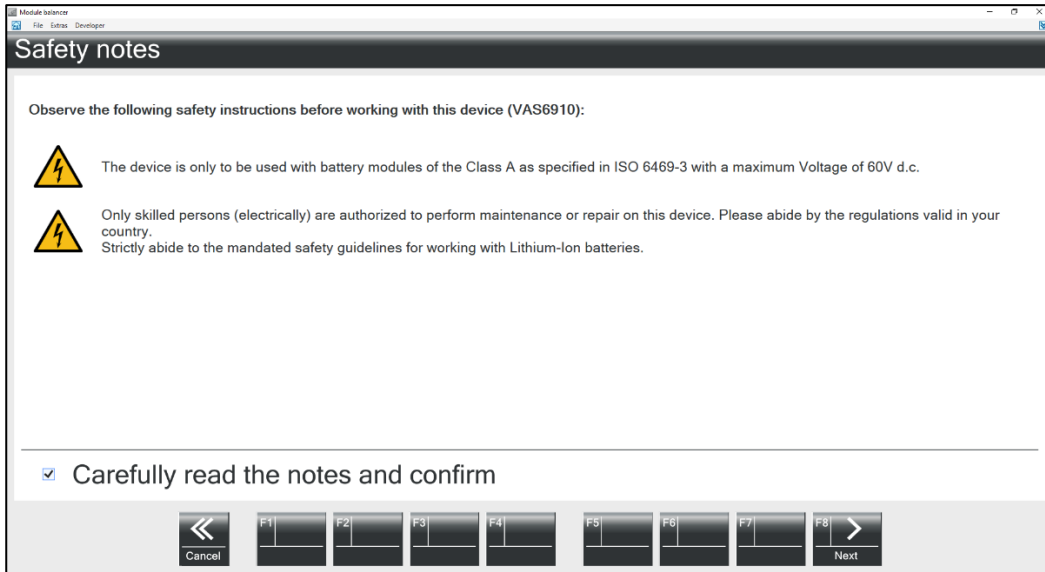 Module balancer
File Extras Developer
Safety notes
Observe the following safety instructions before working with this device (VAS6910):
The device is only to be used with battery modules of the Class A as specified in ISO 6469-3 with a maximum Voltage of 60V d.c.
Only skilled persons (electrically) are authorized to perform maintenance or repair on this device. Please abide by the regulations valid in your
country.
Strictly abide to the mandated safety guidelines for working with Lithium-Ion batteries.
Carefully read the notes and confirm
Cancel
F1
F2
F3
F4
F5
F6
F7
F8
Next